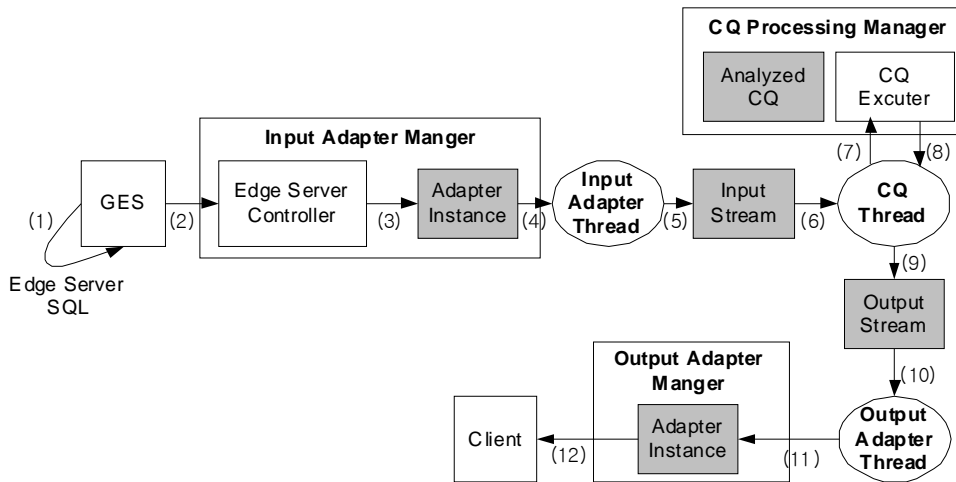 CQ Processing Manager
Analyzed
CQ
CQ
Excuter
(7)
(8)
Input Adapter Manger
GES
Edge Server
Controller
Adapter
Instance
Input
Adapter
Thread
Input
Stream
CQ
Thread
(1)
(2)
(3)
(4)
(5)
(6)
Edge Server
SQL
(9)
Output
Stream
(10)
Output Adapter
Manger
Client
Adapter
Instance
Output
Adapter
Thread
(12)
(11)